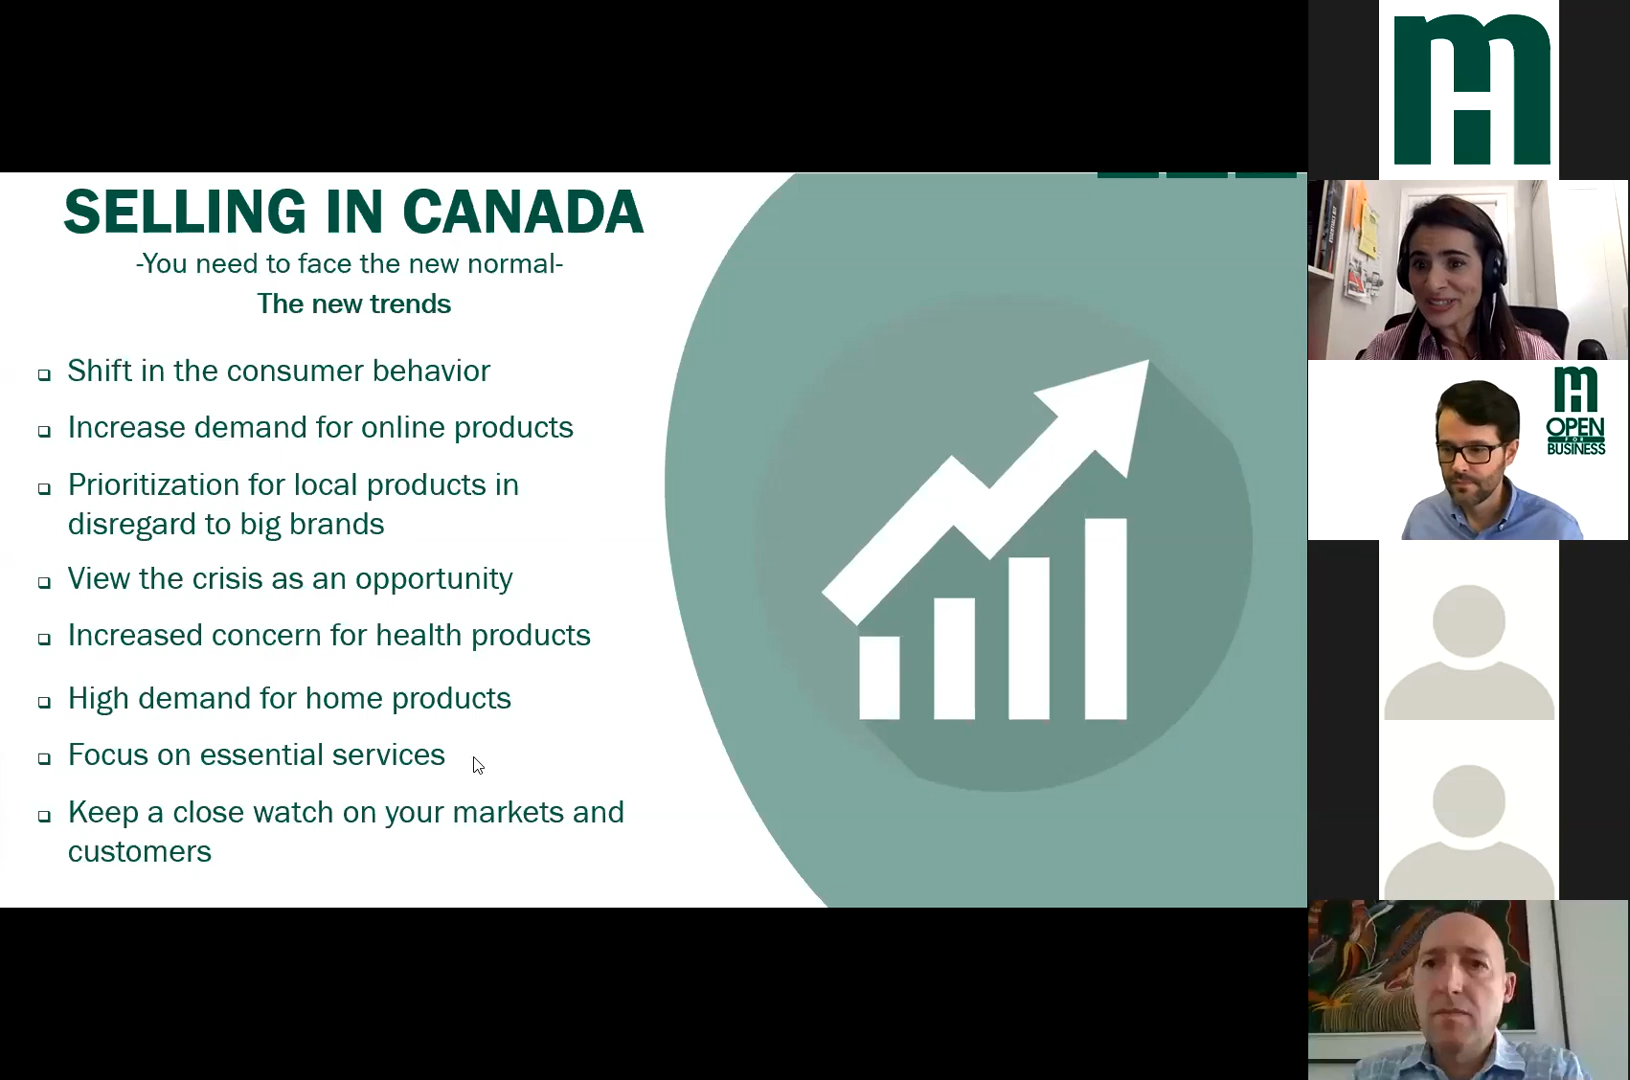 SELLING IN CANADA
-You need to face the new normal-
The new trends
Shift in the consumer behavior
Increase demand for online products
Prioritization for local products in
disregard to big brands
View the crisis as an opportunity
Increased concern for health products
High demand for home products
Focus on essential services
Keep a close watch on your markets and
customers
OPEN
FOR
BUSINESS